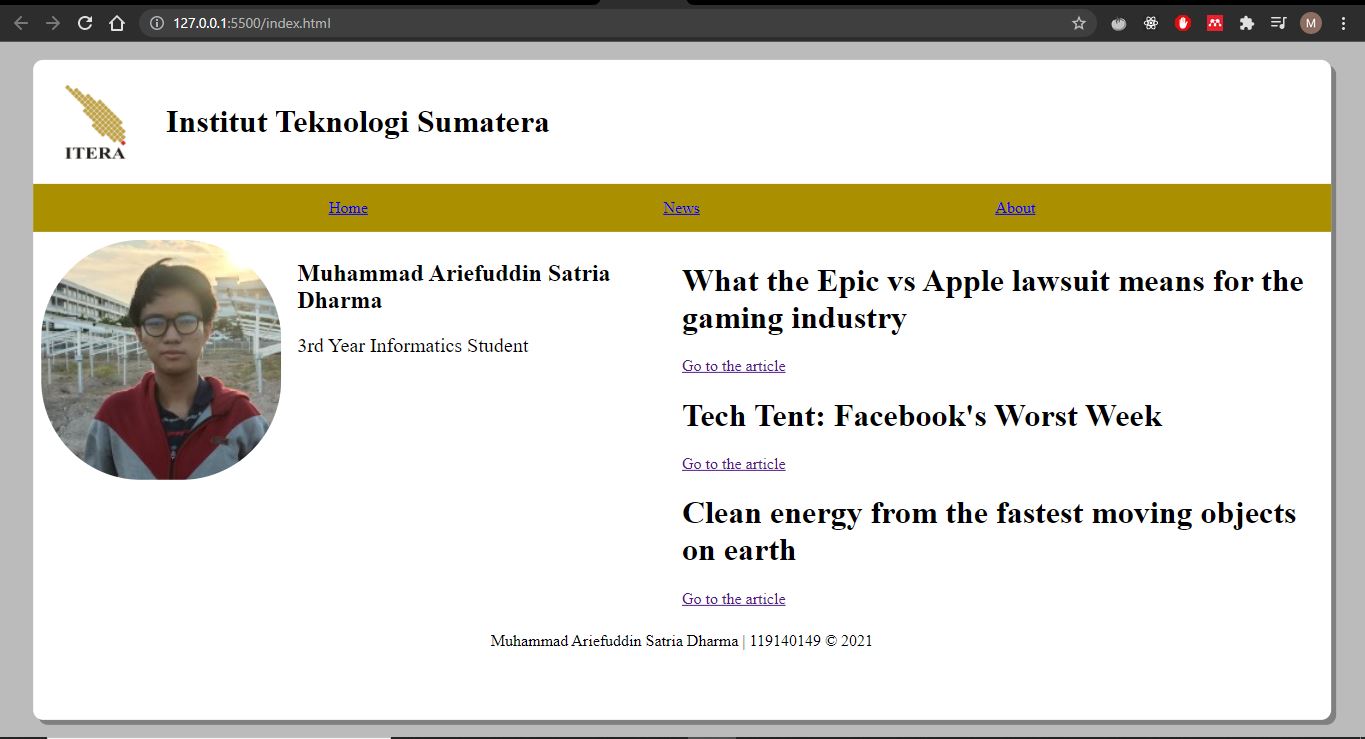 127.0.0.1:5500/index.html
M
ITERA
Institut Teknologi Sumatera
Home News About
Muhammad Ariefuddin Satria
Dharma
3rd Year Informatics Student
What the Epic vs Apple lawsuit means for the
gaming industry
Go to the article
Tech Tent: Facebook's Worst Week
Go to the article
Clean energy from the fastest moving objects
on earth
Go to the article
Muhammad Ariefuddin Satria Dharma | 119140149 © 2021